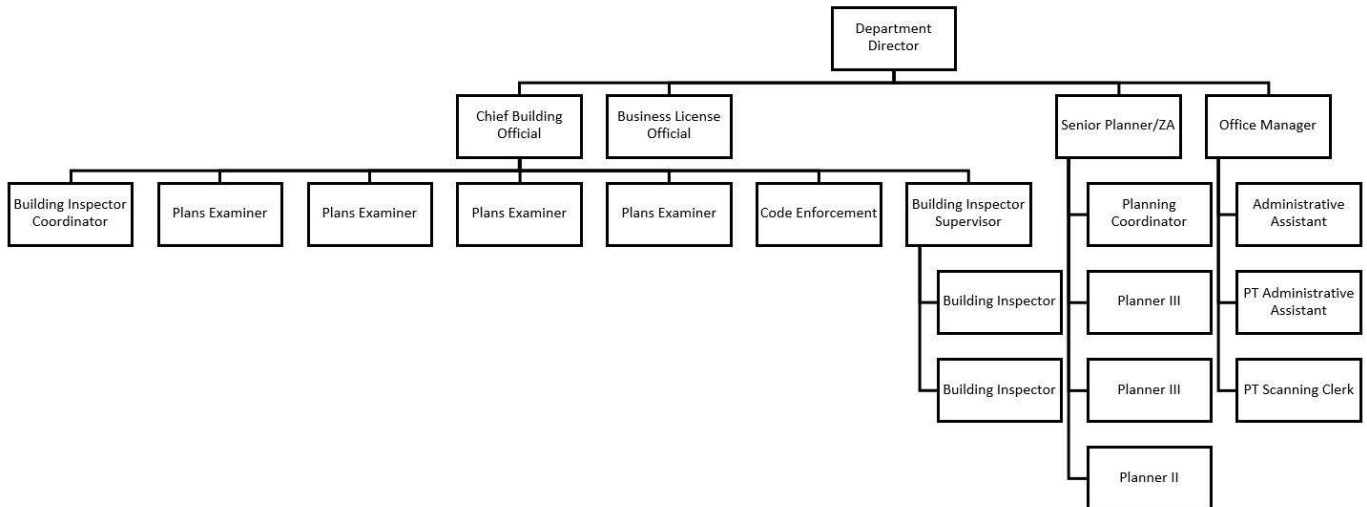 Department
Director
Chief Building
Official
Business License
Official
Senior Planner/ZA
Office Manager
Building Inspector
Coordinator
Plans Examiner
Plans Examiner
Plans Examiner
Plans Examiner
Code Enforcement
Building Inspector
Supervisor
Planning
Coordinator
Administrative
Assistant
Building Inspector
Planner III
PT Administrative
Assistant
Building Inspector
Planner III
PT Scanning Clerk
Planner II